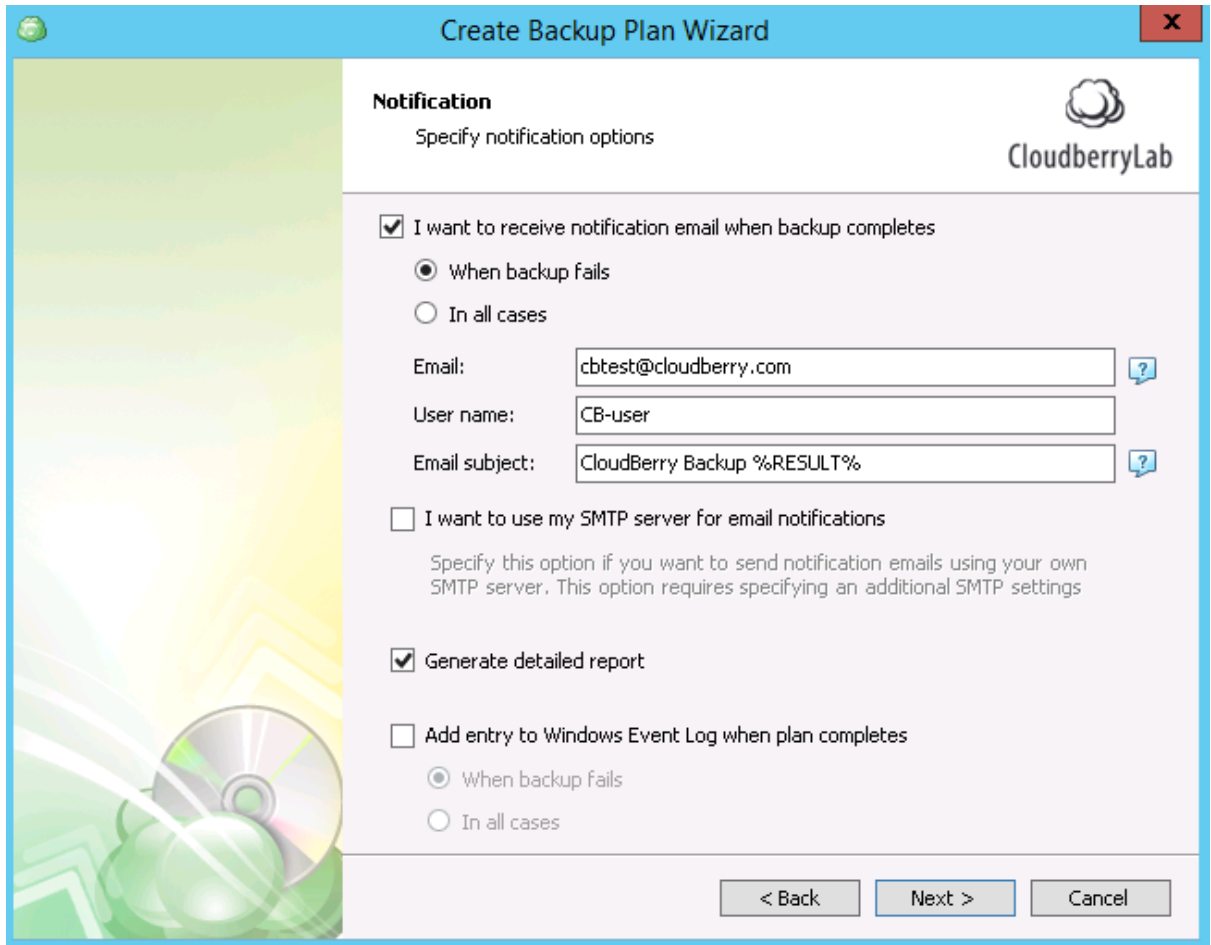 Create Backup Plan Wizard
x
Notification
Specify notification options
CloudberryLab
I want to receive notification email when backup completes
When backup fails
In all cases
Email:
cbtest@cloudberry.com
?
User name:
CB-user
Email subject:
CloudBerry Backup %RESULT%
?
I want to use my SMTP server for email notifications
Specify this option if you want to send notification emails using your own
SMTP server. This option requires specifying an additional SMTP settings
Generate detailed report
Add entry to Windows Event Log when plan completes
When backup fails
In all cases
< Back
Next >
Cancel